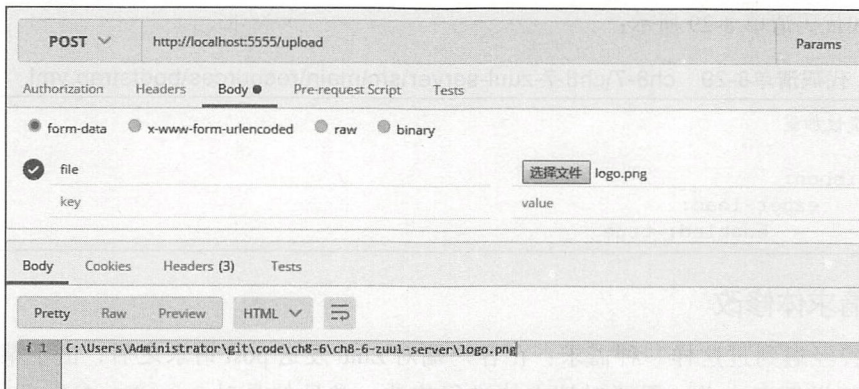 POST http://localhost:5555/upload Params
Authorization Headers Body Pre-request Script Tests
form-data x-www-form-urlencoded raw binary
file 选择文件 logo.png
key value
Body Cookies Headers (3) Tests
Pretty Raw Preview HTML
i 1 C:\Users\Administrator\git\code\ch8-6\ch8-6-zuul-server\logo.png